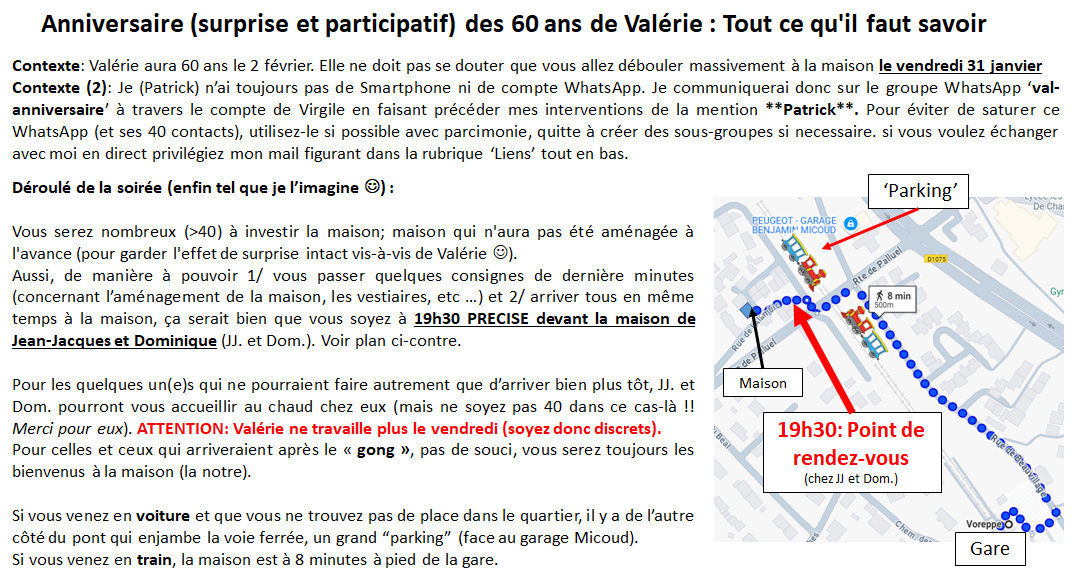 Anniversaire (surprise et participatif) des 60 ans de Valérie : Tout ce qu'il faut savoir
Contexte: Valérie aura 60 ans le 2 février. Elle ne doit pas se douter que vous allez débouler massivement à la maison le vendredi 31 janvier
Contexte (2): Je (Patrick) n’ai toujours pas de Smartphone ni de compte WhatsApp. Je communiquerai donc sur le groupe WhatsApp ‘val-
anniversaire’ à travers le compte de Virgile en faisant précéder mes interventions de la mention **Patrick**. Pour éviter de saturer ce
WhatsApp (et ses 40 contacts), utilisez-le si possible avec parcimonie, quitte à créer des sous-groupes si necessaire. si vous voulez échanger
avec moi en direct privilégiez mon mail figurant dans la rubrique ‘Liens’ tout en bas.
Déroulé de la soirée (enfin tel que je l’imagine ☺) :
Vous serez nombreux (>40) à investir la maison; maison qui n'aura pas été aménagée à
l'avance (pour garder l'effet de surprise intact vis-à-vis de Valérie ☺).
Aussi, de manière à pouvoir 1/ vous passer quelques consignes de dernière minutes
(concernant l’aménagement de la maison, les vestiaires, etc …) et 2/ arriver tous en même
temps à la maison, ça serait bien que vous soyez à 19h30 PRECISE devant la maison de
Jean-Jacques et Dominique (JJ. et Dom.). Voir plan ci-contre.
Pour les quelques un(e)s qui ne pourraient faire autrement que d’arriver bien plus tôt, JJ. et
Dom. pourront vous accueillir au chaud chez eux (mais ne soyez pas 40 dans ce cas-là !!
Merci pour eux). ATTENTION: Valérie ne travaille plus le vendredi (soyez donc discrets).
Pour celles et ceux qui arriveraient après le « gong », pas de souci, vous serez toujours les
bienvenus à la maison (la notre).
Si vous venez en voiture et que vous ne trouvez pas de place dans le quartier, il y a de l’autre
côté du pont qui enjambe la voie ferrée, un grand “parking” (face au garage Micoud).
Si vous venez en train, la maison est à 8 minutes à pied de la gare.
‘Parking’
PEUGEOT - GARAGE
BENJAMIN MICOUD
Rte de Palluel
D1075
8 min
500m
de Palluel
Maison
19h30: Point de
rendez-vous
(chez JJ et Dom.)
Voreppe
Gare